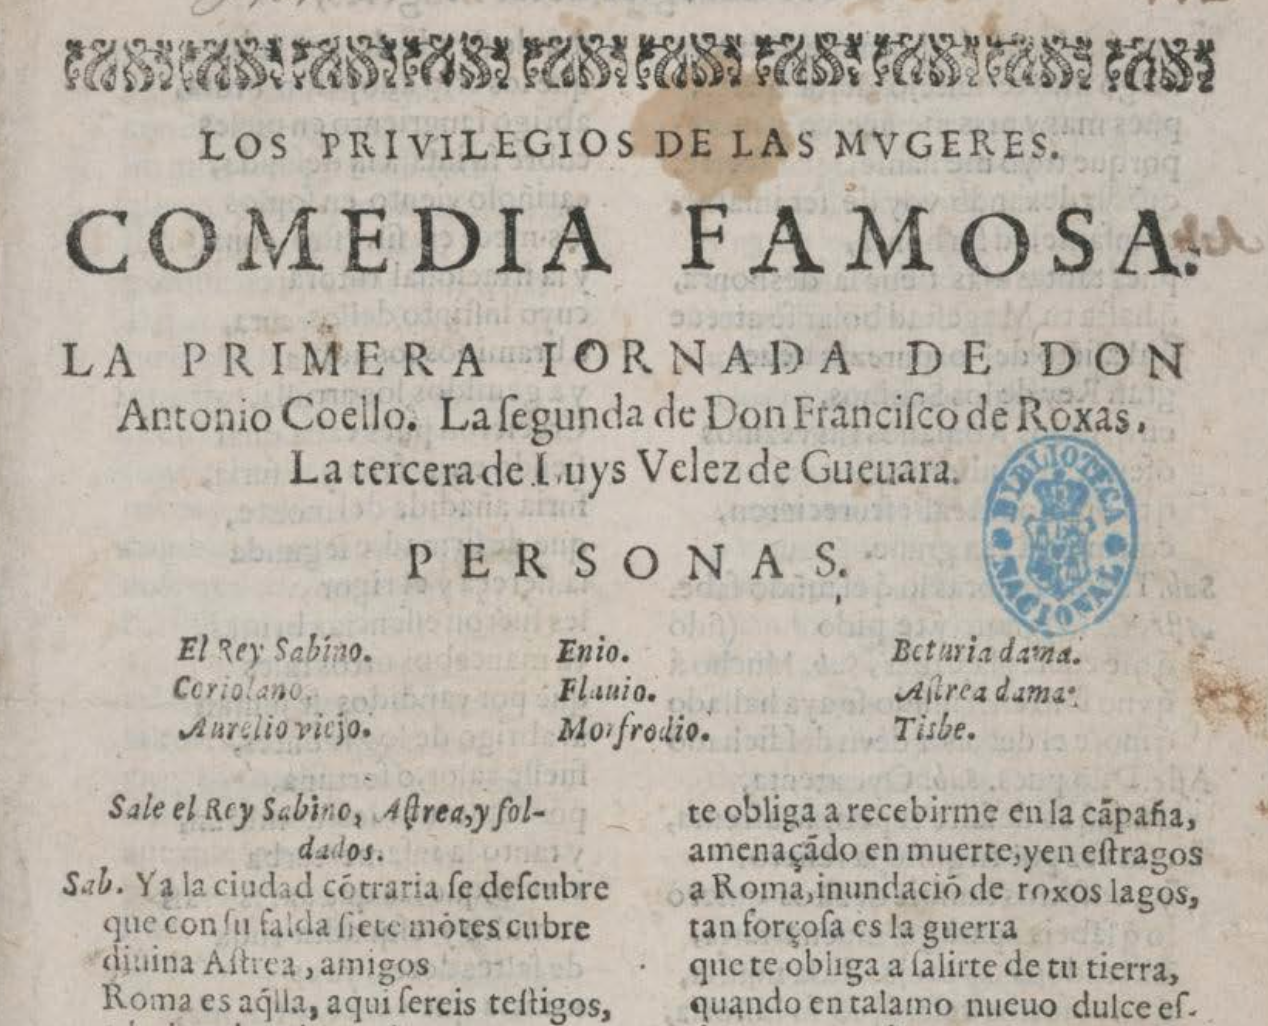 LOS PRIVILEGIOS DE LAS MVGERES.
COMEDIA FAMOSA.
LA PRIMERA IORNADA DE DON
Antonio Coello. La ſegunda de Don Franciſco de Roxas,
La tercera de Luys Velez de Gueuara.
BIBLIOTECA NACIONAL
PERSONAS.
El Rey Sabino. Enio. Beturia dama.
Coriolano. Flauio. Aſtrea dama.
Aurelio viejo. Morfrodio. Tisbe.
Sale el Rey Sabino, Aſtrea, y ſol-
dados.
Sab. Ya la ciudad cõtraria ſe deſcubre
que con ſu falda ſiete mõtes cubre
diuina Aſtrea, amigos
Roma es aq̃lla, aqui ſereis teſtigos,
te obliga a recebirme en la cãpaña,
amenaçãdo en muerte, y en eſtragos
a Roma, inundació de roxos lagos,
tan forçoſa es la guerra
que te obliga a ſalirte de tu tierra,
quando en talamo nueuo dulce eſ-